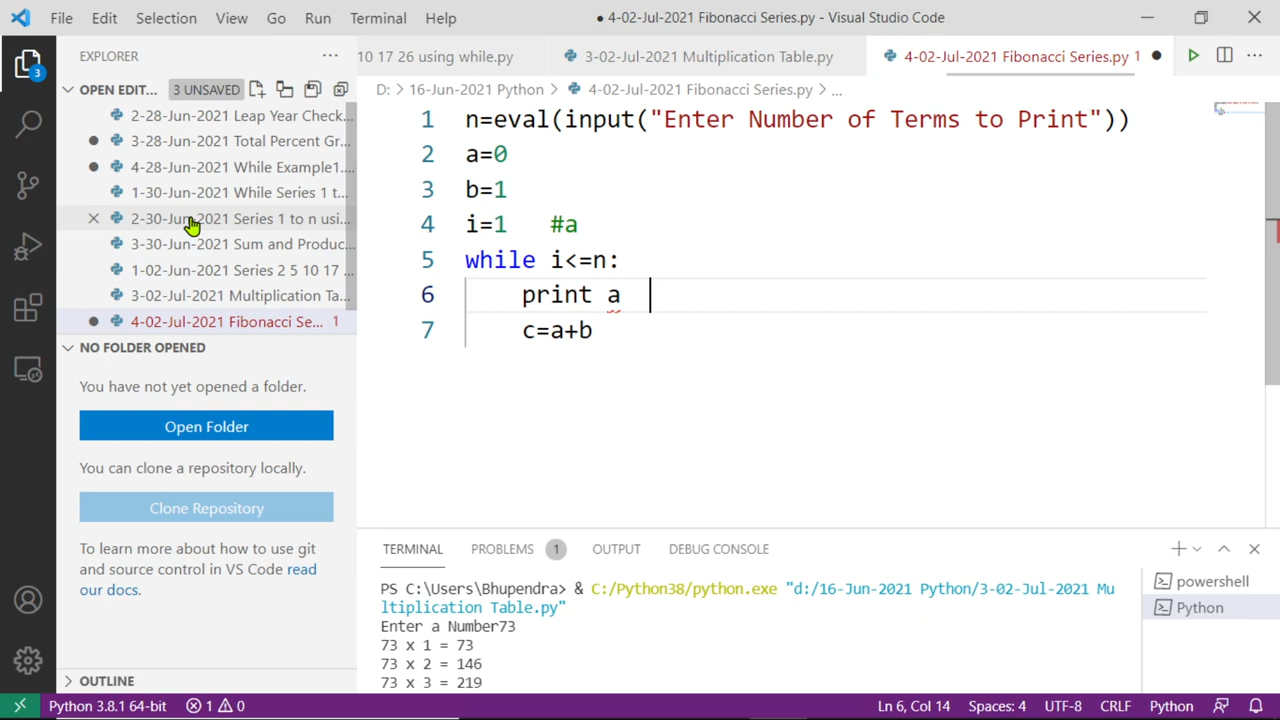 File Edit Selection View Go Run Terminal Help ● 4-02-Jul-2021 Fibonacci Series.py - Visual Studio Code
EXPLORER ···
10 17 26 using while.py 3-02-Jul-2021 Multiplication Table.py 4-02-Jul-2021 Fibonacci Series.py 1 ● ···
OPEN EDIT... 3 UNSAVED
D: > 16-Jun-2021 Python > 4-02-Jul-2021 Fibonacci Series.py > ...
2-28-Jun-2021 Leap Year Check...
3-28-Jun-2021 Total Percent Gr...
4-28-Jun-2021 While Example1....
1-30-Jun-2021 While Series 1 t...
2-30-Jun-2021 Series 1 to n usi...
3-30-Jun-2021 Sum and Produc...
1-02-Jun-2021 Series 2 5 10 17 ...
3-02-Jul-2021 Multiplication Ta...
4-02-Jul-2021 Fibonacci Se... 1
NO FOLDER OPENED
You have not yet opened a folder.
Open Folder
You can clone a repository locally.
Clone Repository
To learn more about how to use git
and source control in VS Code read
our docs.
OUTLINE
3
1 n=eval(input("Enter Number of Terms to Print"))
2 a=0
3 b=1
4 i=1 #a
5 while i<=n:
6 print a
7 c=a+b
TERMINAL PROBLEMS 1 OUTPUT DEBUG CONSOLE
PS C:\Users\Bhupendra> & C:/Python38/python.exe "d:/16-Jun-2021 Python/3-02-Jul-2021 Mu
ltiplication Table.py"
Enter a Number73
73 x 1 = 73
73 x 2 = 146
73 x 3 = 219
powershell
Python
Python 3.8.1 64-bit 1 0 Ln 6, Col 14 Spaces: 4 UTF-8 CRLF Python